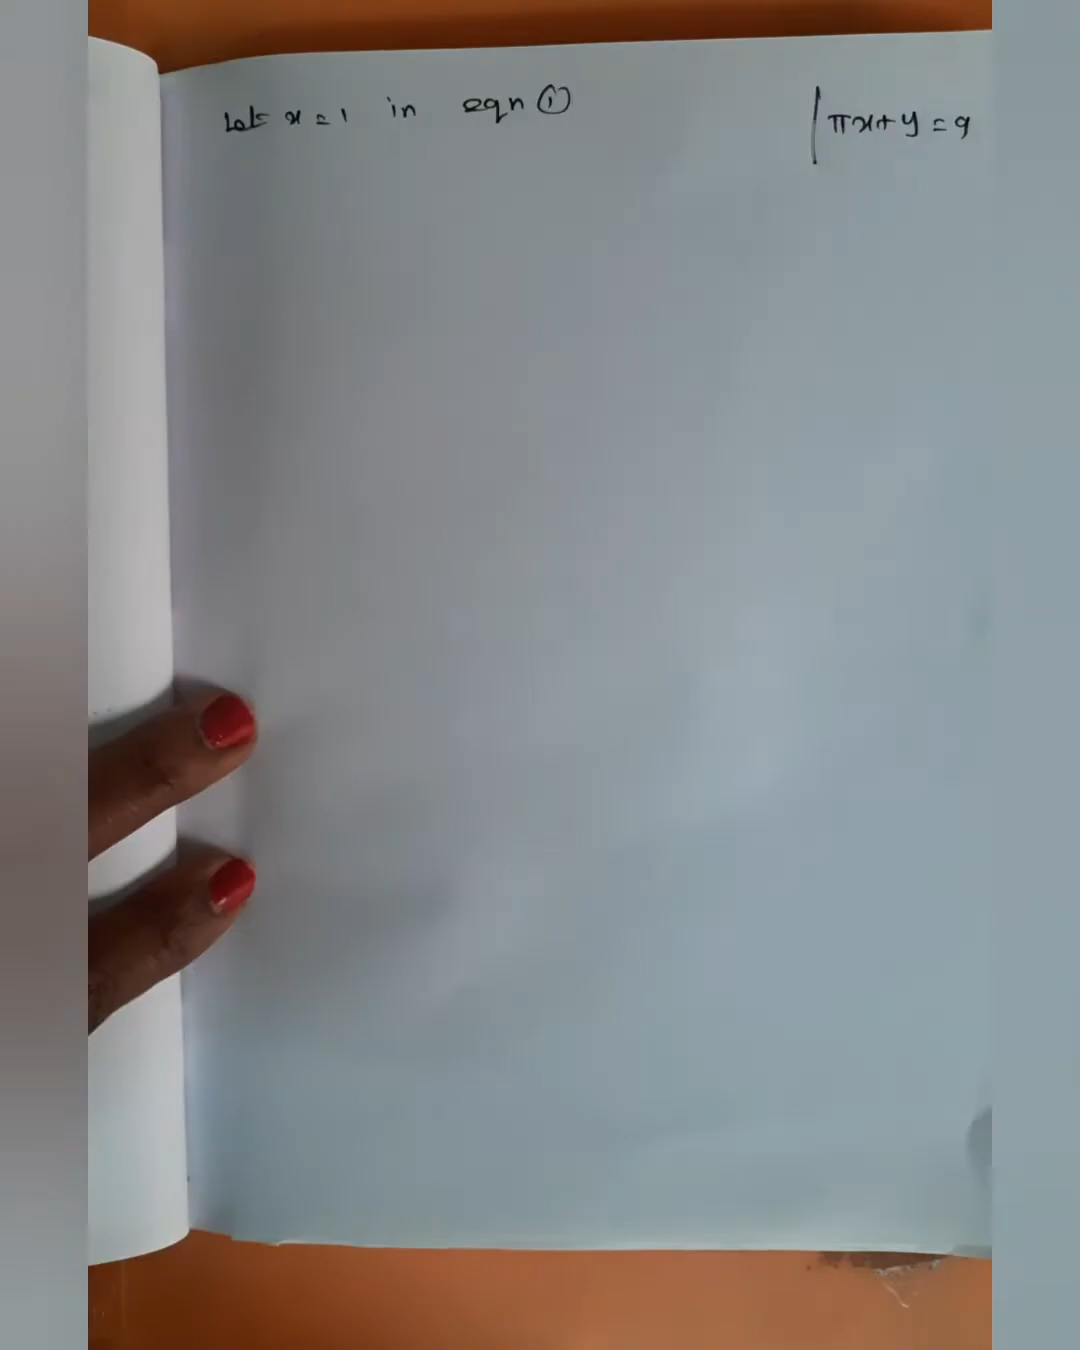 Let x = 1 in eqn ①
πx + y = 9